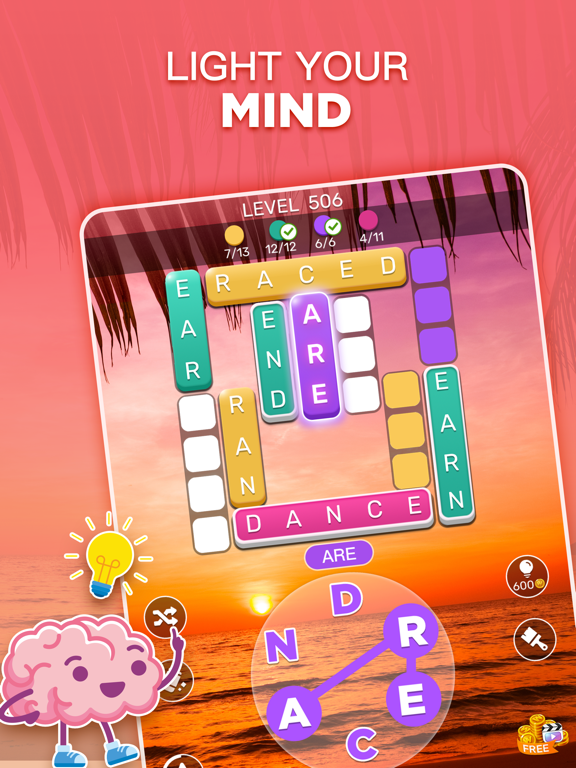 LIGHT YOUR
MIND
LEVEL 506
7/13
12/12
6/6
4/11
RACED
EAR
END
ARE
RAN
EARN
DANCE
ARE
D
N
R
A
E
C
600
FREE